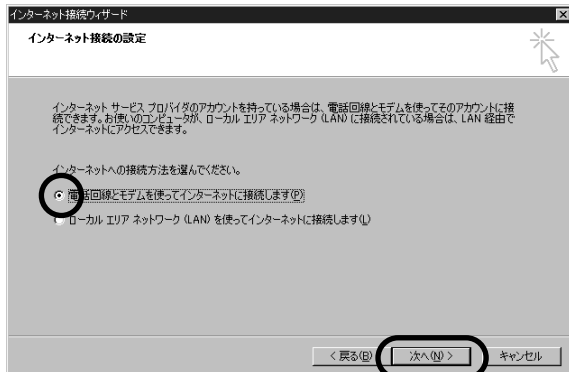 インターネット接続ウィザード
インターネット接続の設定
インターネット サービス プロバイダのアカウントを持っている場合は、電話回線とモデムを使ってそのアカウントに接
続できます。お使いのコンピュータが、ローカル エリア ネットワーク (LAN) に接続されている場合は、LAN 経由で
インターネットにアクセスできます。
インターネットへの接続方法を選んでください。
電話回線とモデムを使ってインターネットに接続します(P)
ローカル エリア ネットワーク (LAN) を使ってインターネットに接続します(L)
< 戻る(B) 次へ(N) > キャンセル